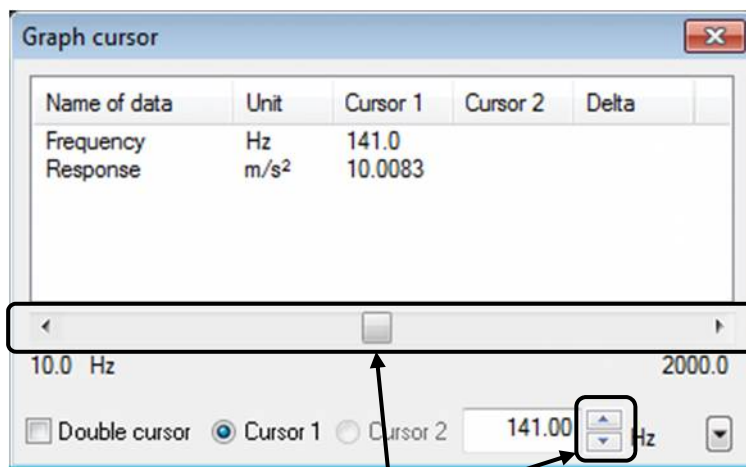 Graph cursor
Name of data Unit Cursor 1 Cursor 2 Delta
Frequency Hz 141.0
Response m/s² 10.0083
10.0 Hz 2000.0
Double cursor Cursor 1 Cursor 2 141.00 Hz